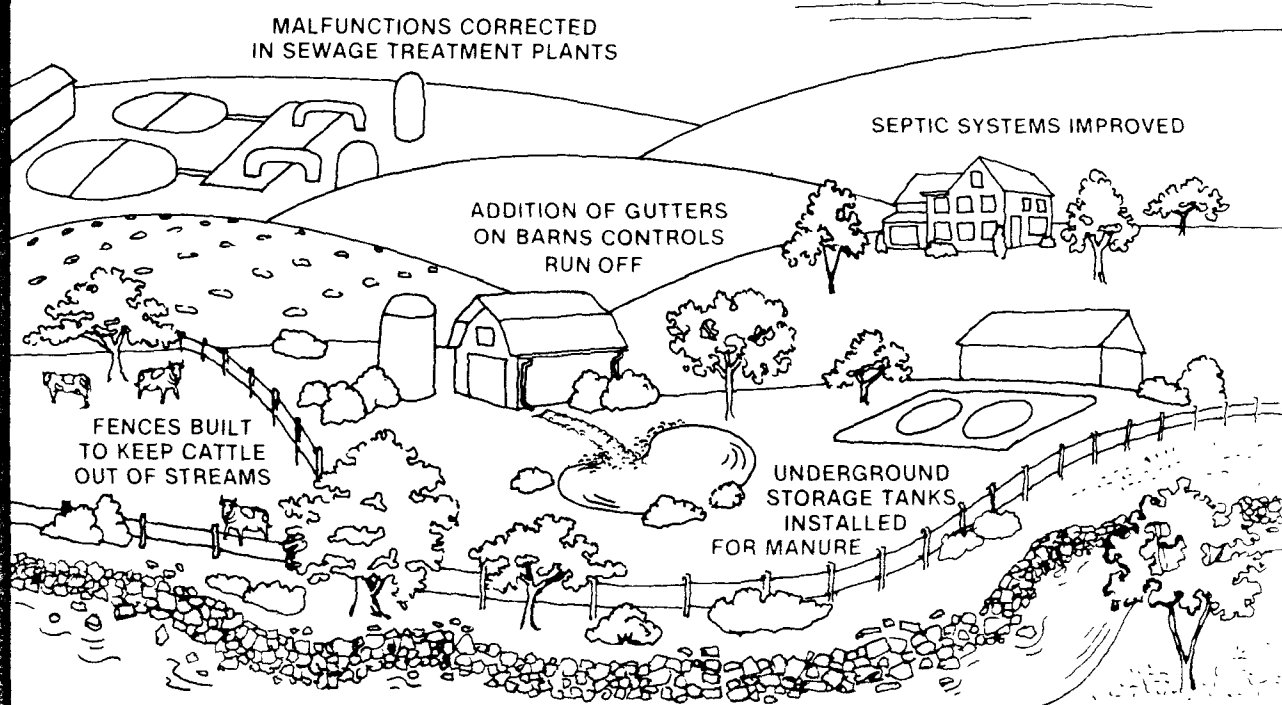 MALFUNCTIONS CORRECTED
IN SEWAGE TREATMENT PLANTS
SEPTIC SYSTEMS IMPROVED
ADDITION OF GUTTERS
ON BARNS CONTROLS
RUN OFF
FENCES BUILT
TO KEEP CATTLE
OUT OF STREAMS
UNDERGROUND
STORAGE TANKS
INSTALLED
FOR MANURE